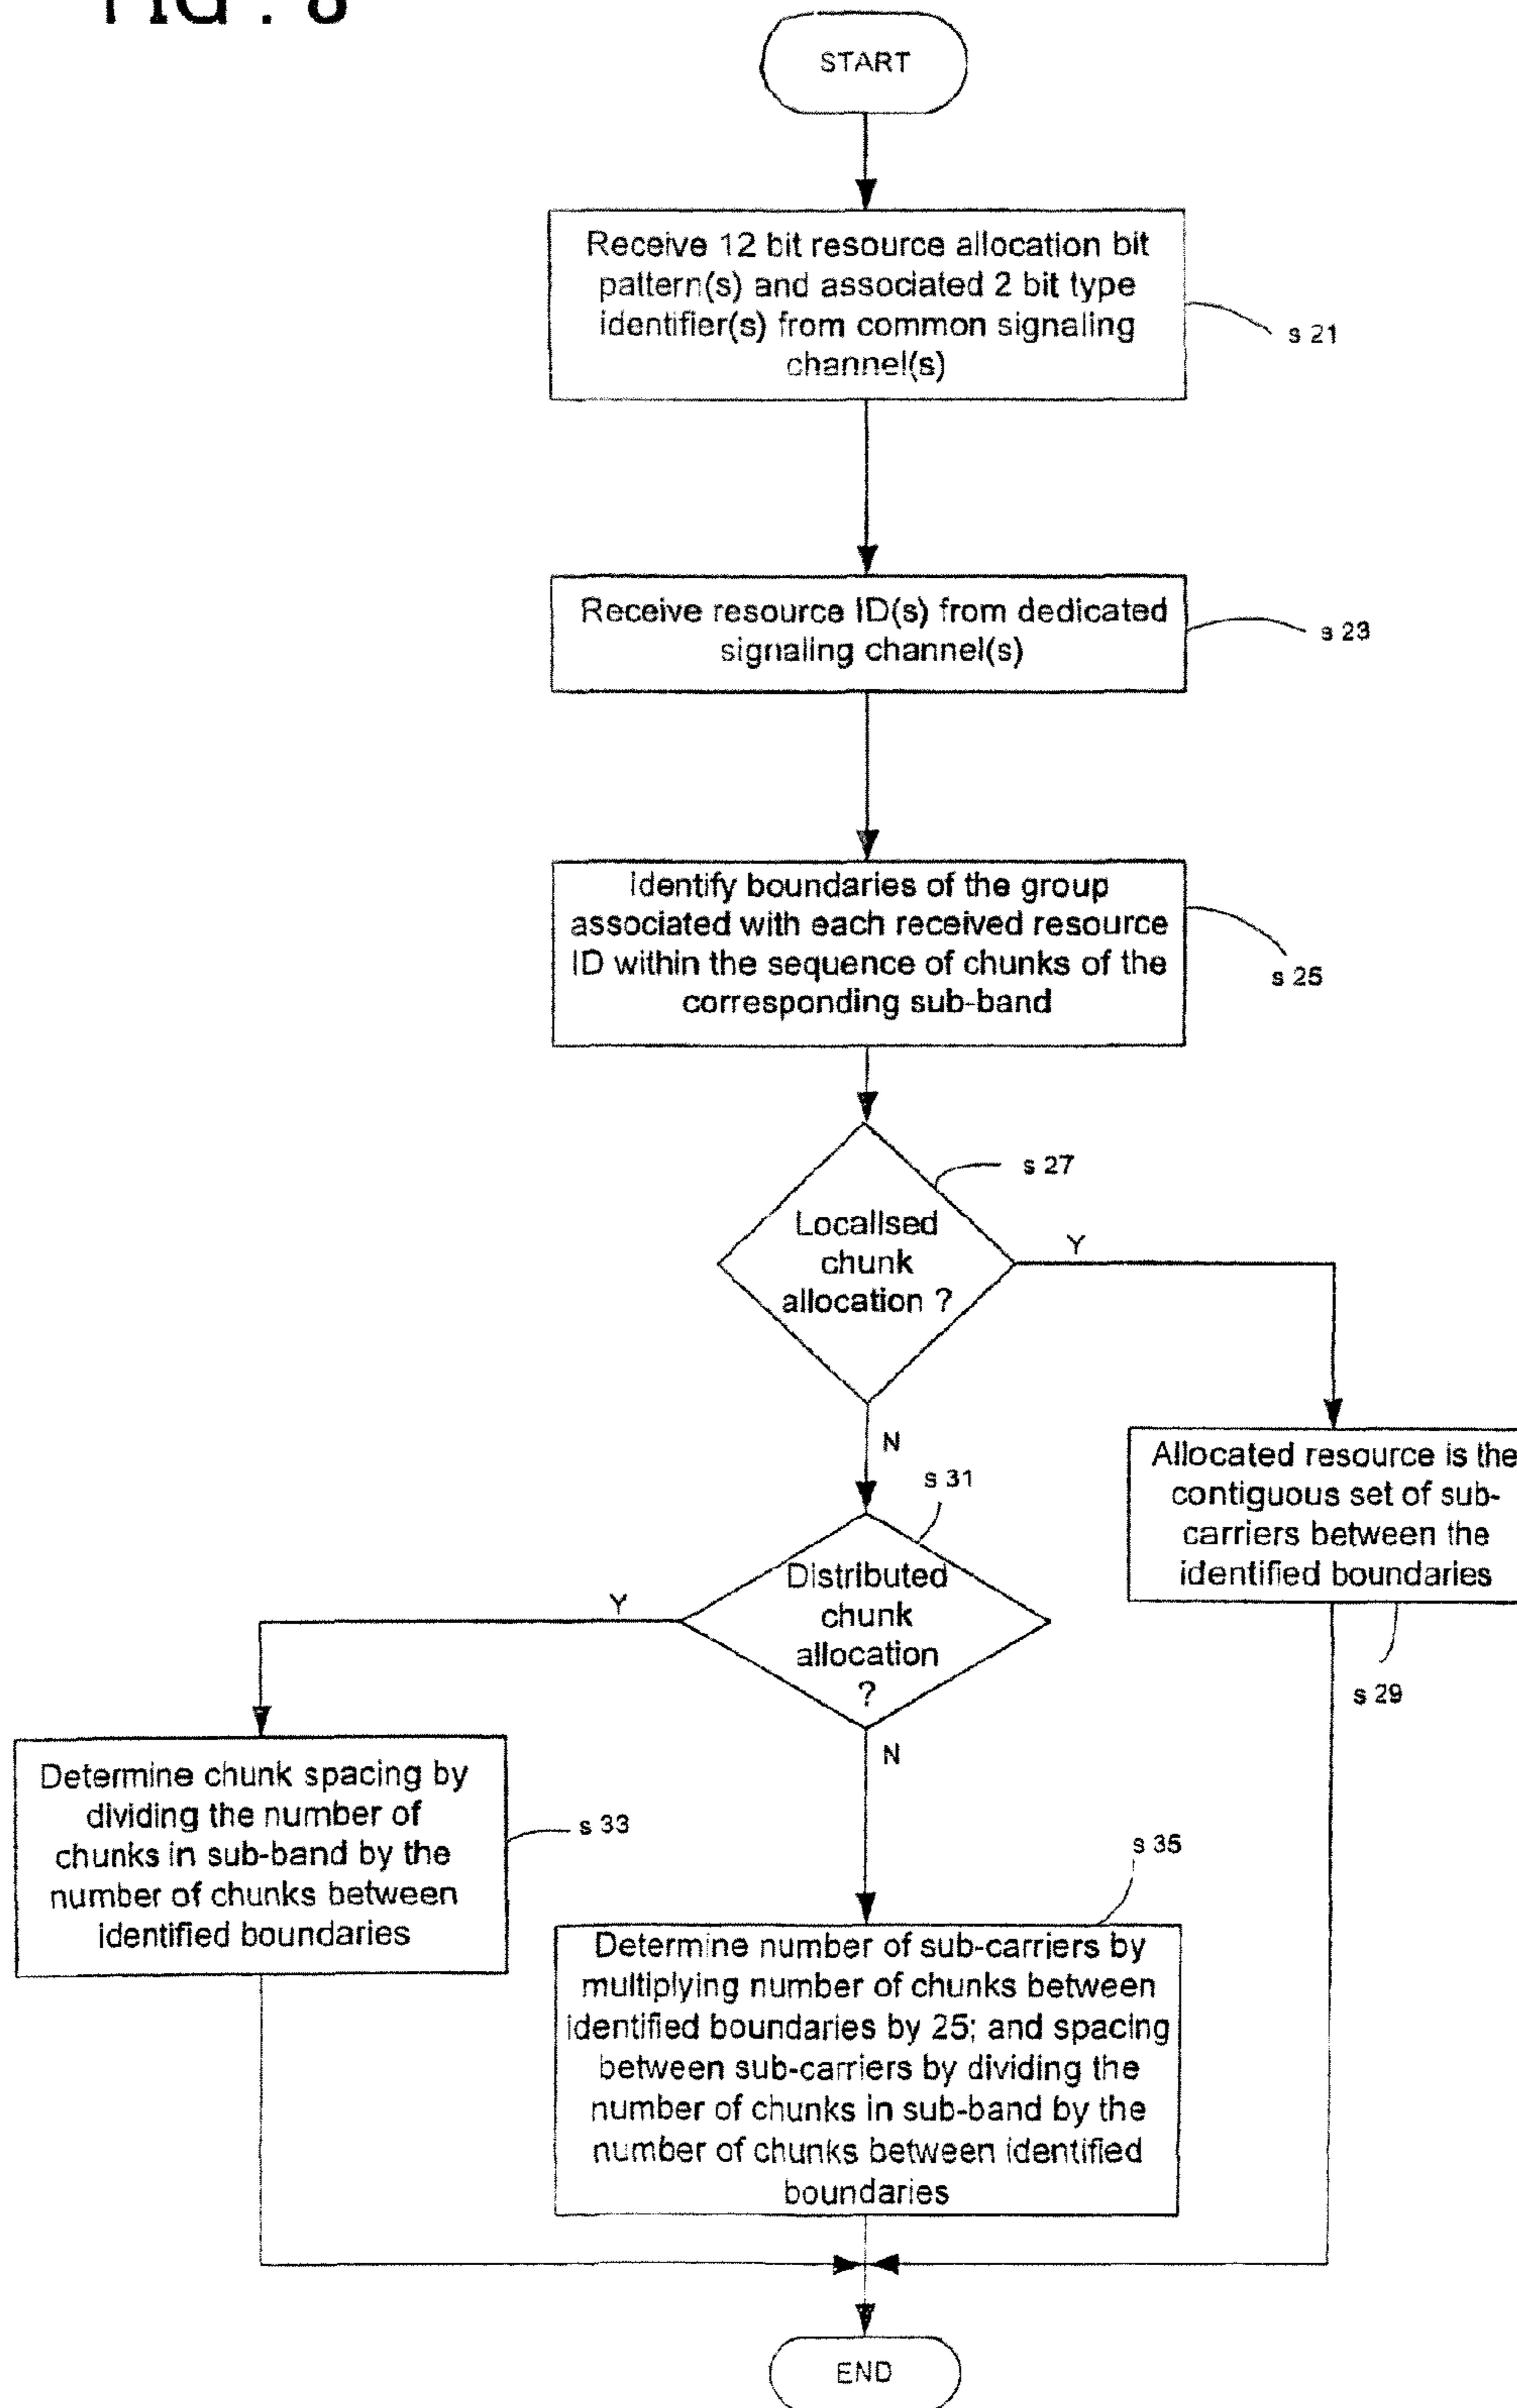 FIG. 8
START
Receive 12 bit resource allocation bit
pattern(s) and associated 2 bit type
identifier(s) from common signaling
channel(s)
s 21
Receive resource ID(s) from dedicated
signaling channel(s)
s 23
Identify boundaries of the group
associated with each received resource
ID within the sequence of chunks of the
corresponding sub-band
s 25
s 27
Localised
chunk
allocation ?
Y
N
Allocated resource is the
contiguous set of sub-
carriers between the
identified boundaries
s 29
s 31
Distributed
chunk
allocation
?
Y
N
Determine chunk spacing by
dividing the number of
chunks in sub-band by the
number of chunks between
identified boundaries
s 33
s 35
Determine number of sub-carriers by
multiplying number of chunks between
identified boundaries by 25; and spacing
between sub-carriers by dividing the
number of chunks in sub-band by the
number of chunks between identified
boundaries
END